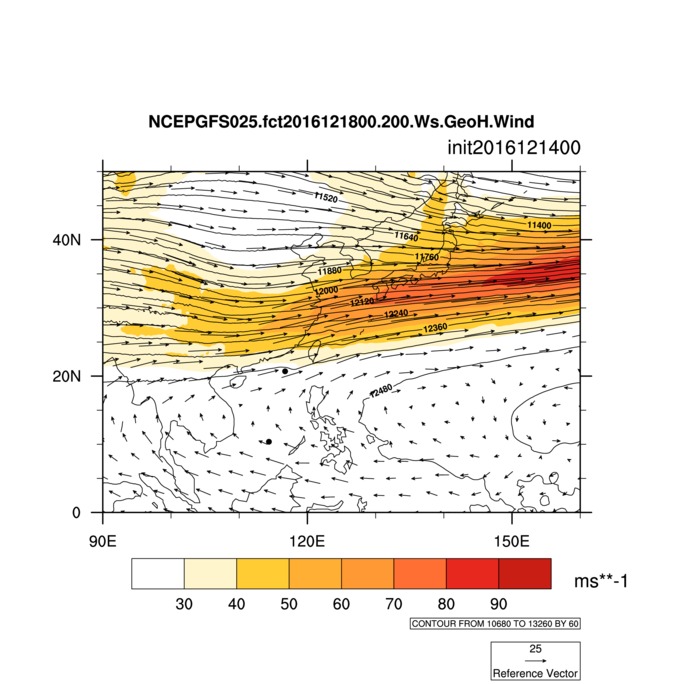 NCEPGFS025.fct2016121800.200.Ws.GeoH.Wind
init2016121400
11520
11400
40N
11640
11760
11880
12000
12120
12240
12360
20N
12480
0
90E 120E 150E
ms**-1
30 40 50 60 70 80 90
CONTOUR FROM 10680 TO 13260 BY 60
25
Reference Vector